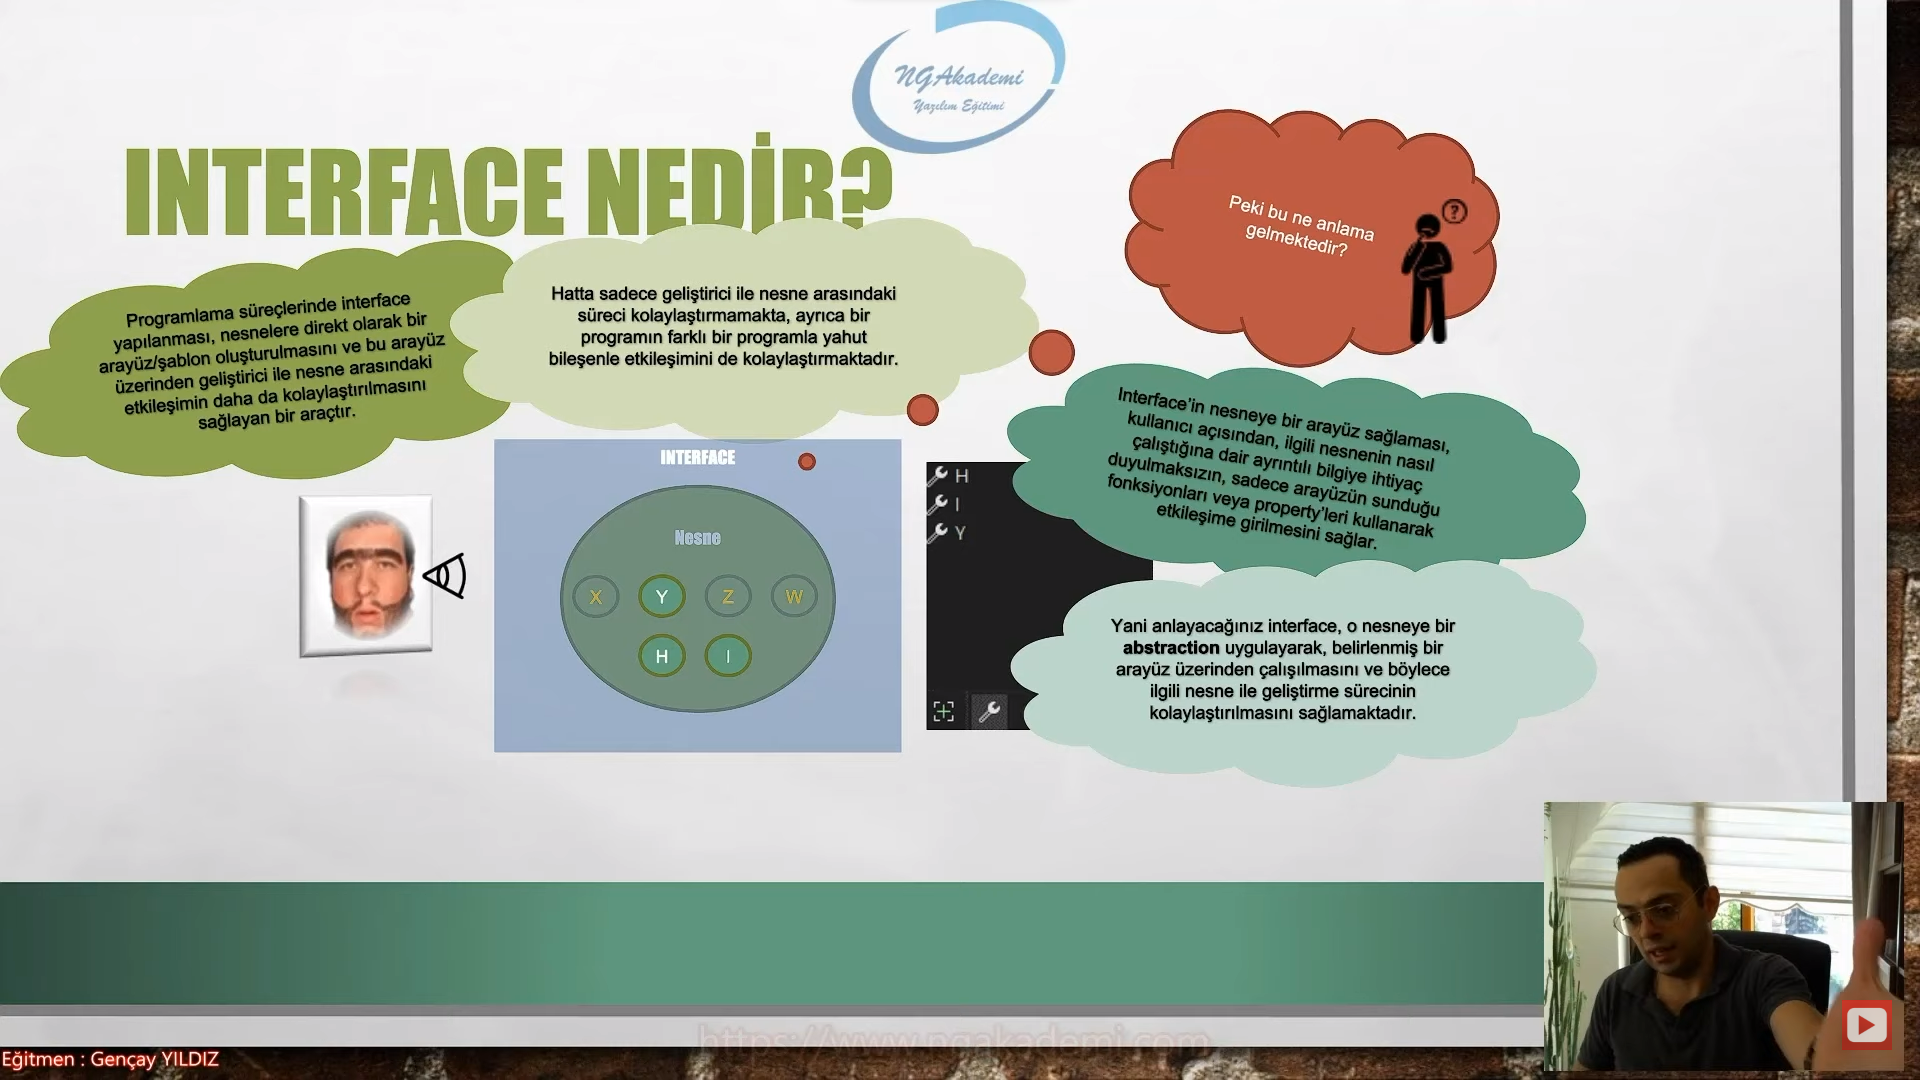 NGAkademi
Yazılım Eğitimi
INTERFACE NEDİR?
Programlama süreçlerinde interface
yapılanması, nesnelere direkt olarak bir
arayüz/şablon oluşturulmasını ve bu arayüz
üzerinden geliştirici ile nesne arasındaki
etkileşimin daha da kolaylaştırılmasını
sağlayan bir araçtır.
Hatta sadece geliştirici ile nesne arasındaki
süreci kolaylaştırmamakta, ayrıca bir
programın farklı bir programla yahut
bileşenle etkileşimini de kolaylaştırmaktadır.
Peki bu ne anlama
gelmektedir?
?
Interface'in nesneye bir arayüz sağlaması,
kullanıcı açısından, ilgili nesnenin nasıl
çalıştığına dair ayrıntılı bilgiye ihtiyaç
duyulmaksızın, sadece arayüzün sunduğu
fonksiyonları veya property'leri kullanarak
etkileşime girilmesini sağlar.
INTERFACE
Nesne
X Y Z W
H I
H
I
Y
Yani anlayacağınız interface, o nesneye bir
abstraction uygulayarak, belirlenmiş bir
arayüz üzerinden çalışılmasını ve böylece
ilgili nesne ile geliştirme sürecinin
kolaylaştırılmasını sağlamaktadır.
https://www.ngakademi.com
Eğitmen : Gençay YILDIZ